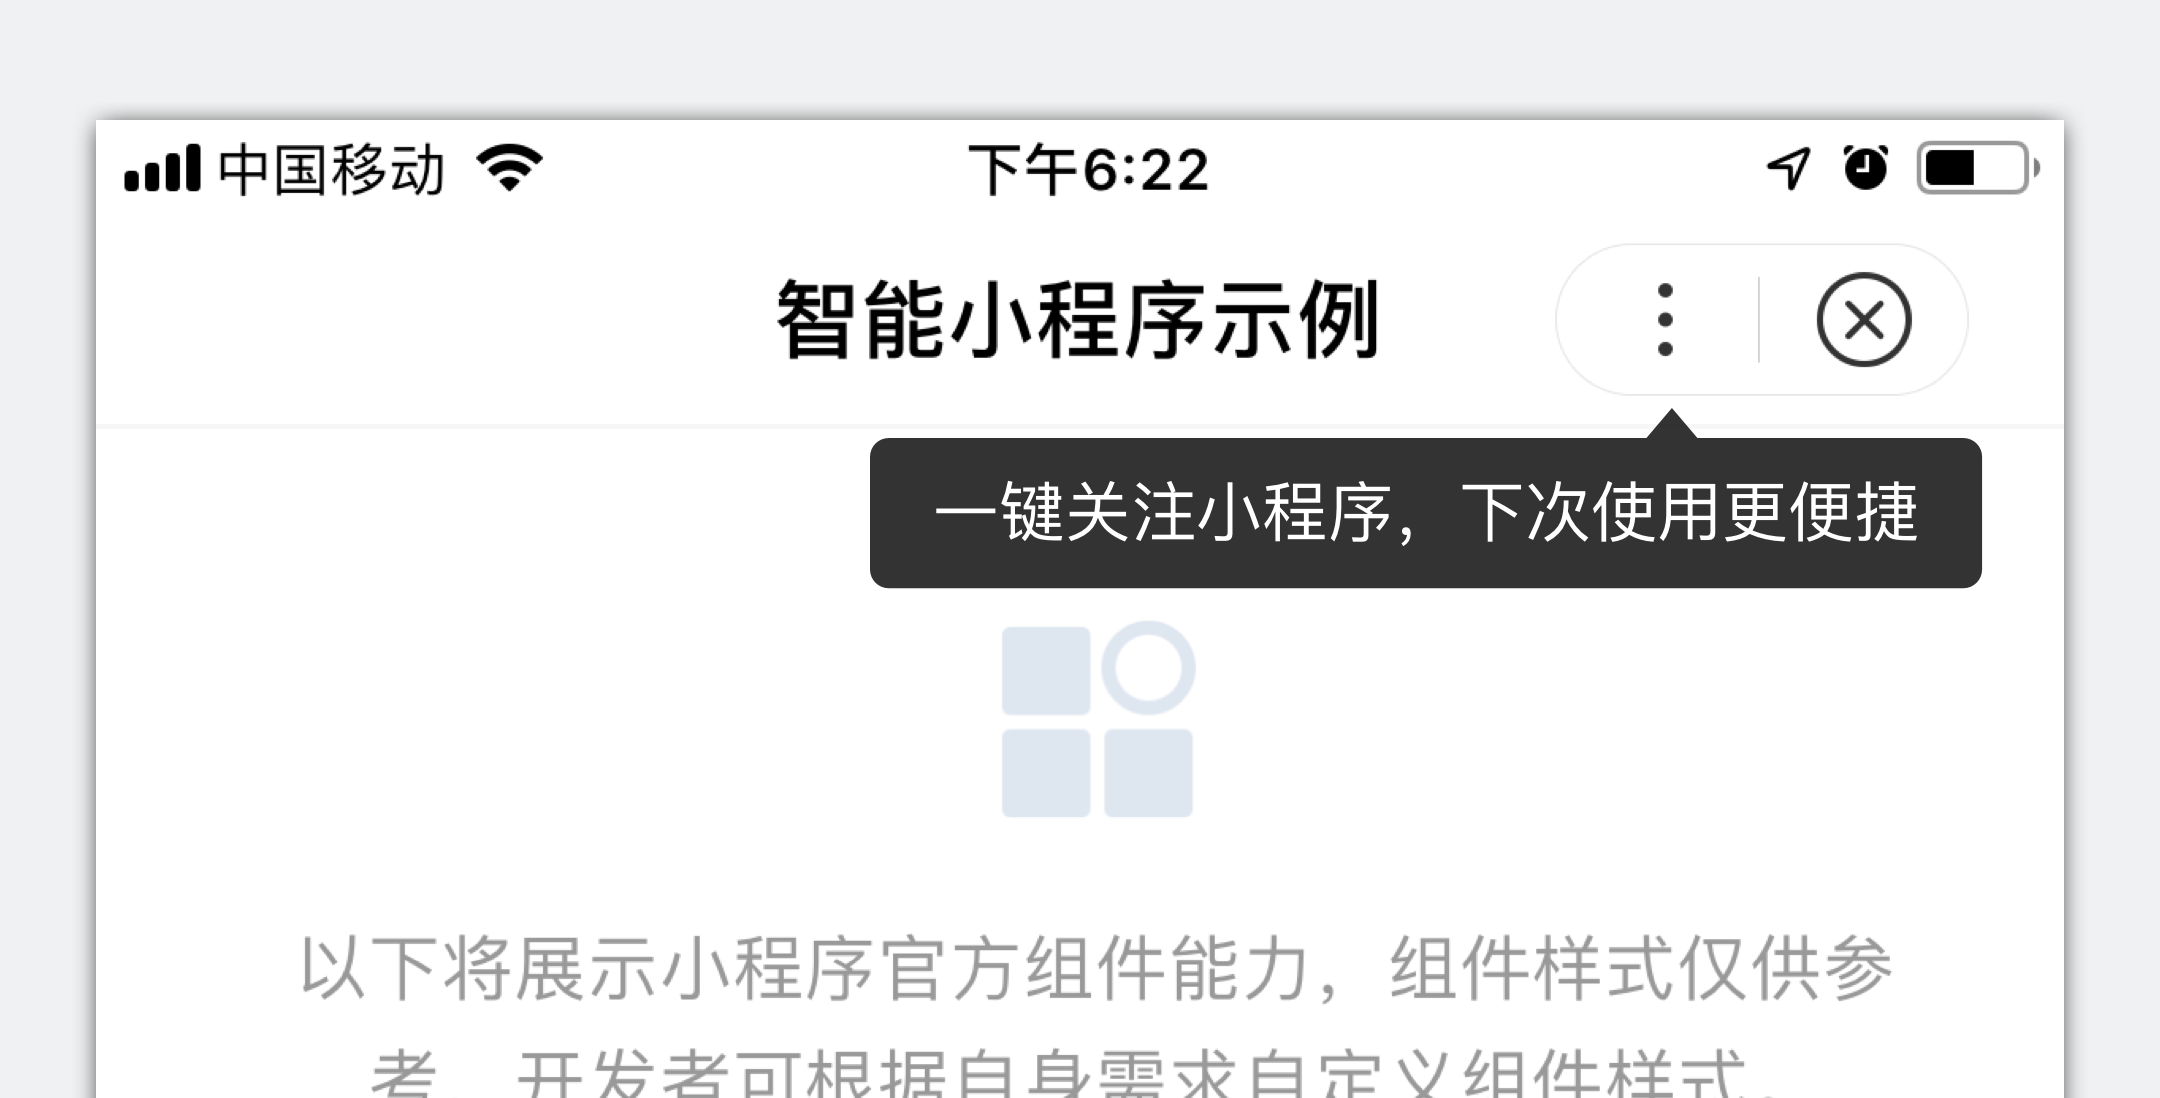 中国移动
下午6:22
智能小程序示例
一键关注小程序，下次使用更便捷
以下将展示小程序官方组件能力，组件样式仅供参
考，开发者可根据自身需求自定义组件样式。